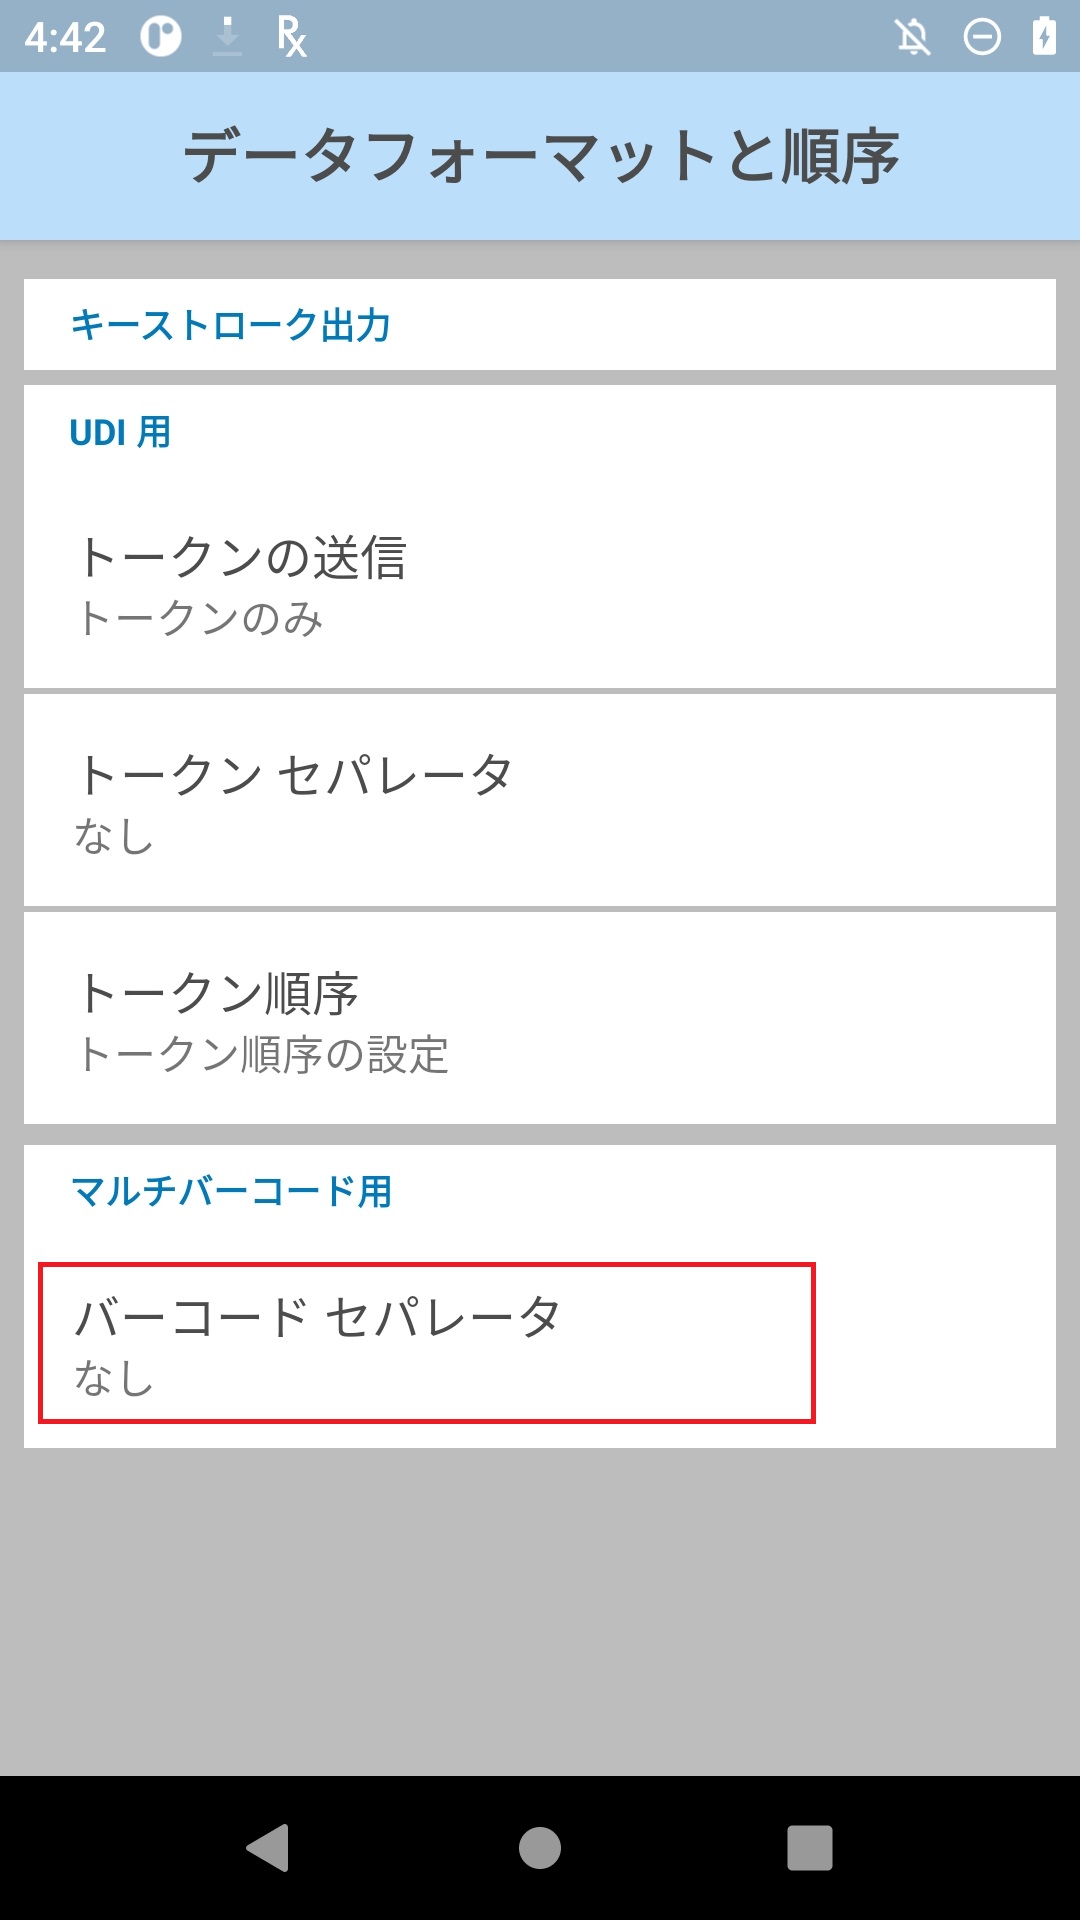 4:42
データフォーマットと順序
キーストローク出力
UDI 用
トークンの送信
トークンのみ
トークン セパレータ
なし
トークン順序
トークン順序の設定
マルチバーコード用
バーコード セパレータ
なし